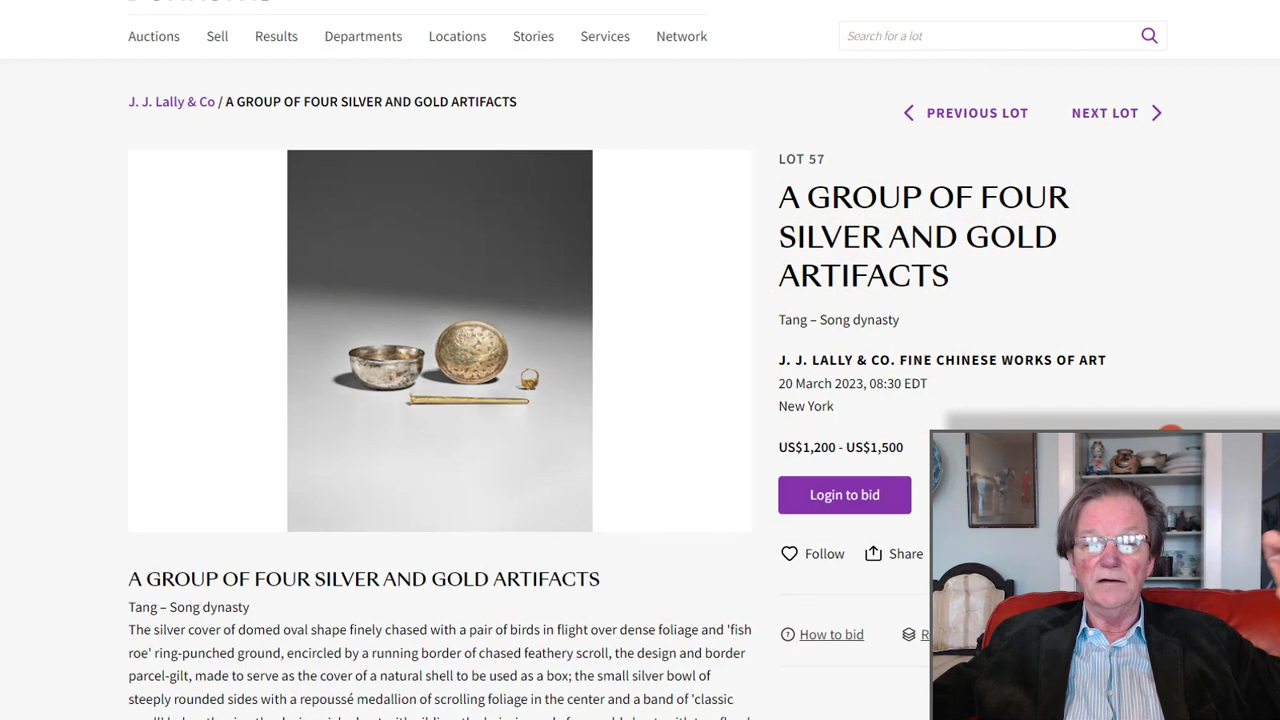 Auctions Sell Results Departments Locations Stories Services Network
Search for a lot
J. J. Lally & Co / A GROUP OF FOUR SILVER AND GOLD ARTIFACTS
PREVIOUS LOT NEXT LOT
LOT 57
A GROUP OF FOUR
SILVER AND GOLD
ARTIFACTS
Tang – Song dynasty
J. J. LALLY & CO. FINE CHINESE WORKS OF ART
20 March 2023, 08:30 EDT
New York
US$1,200 - US$1,500
Login to bid
Follow Share
How to bid
A GROUP OF FOUR SILVER AND GOLD ARTIFACTS
Tang – Song dynasty
The silver cover of domed oval shape finely chased with a pair of birds in flight over dense foliage and 'fish
roe' ring-punched ground, encircled by a running border of chased feathery scroll, the design and border
parcel-gilt, made to serve as the cover of a natural shell to be used as a box; the small silver bowl of
steeply rounded sides with a repoussé medallion of scrolling foliage in the center and a band of 'classic